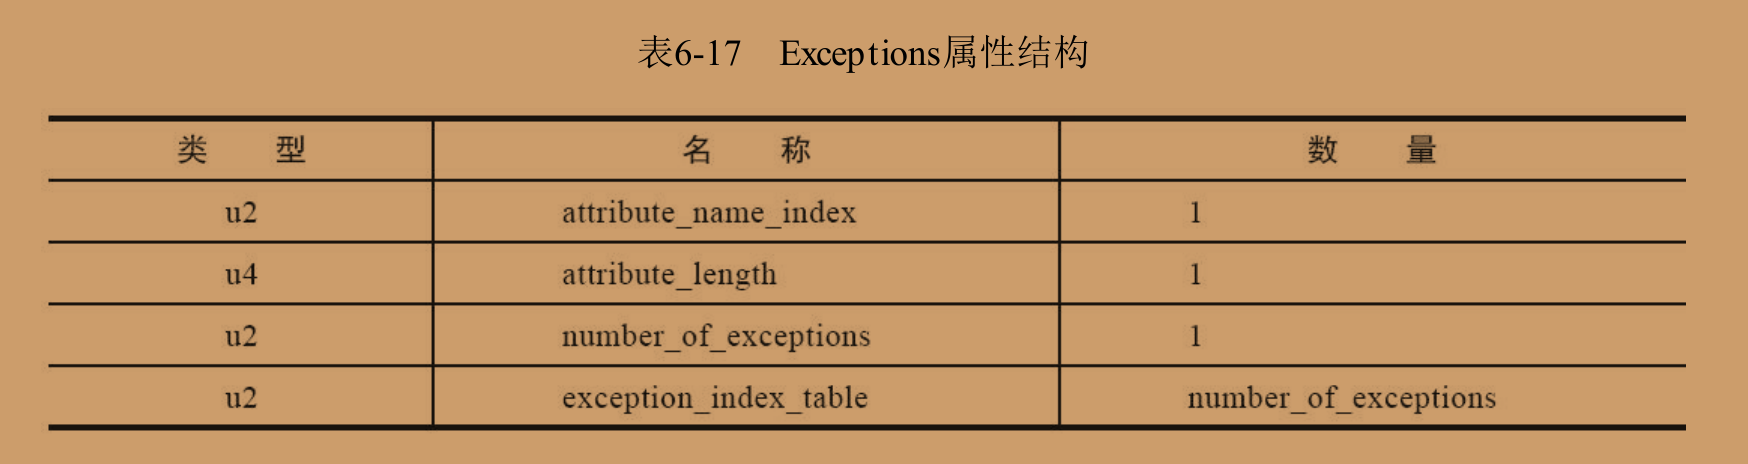 表6-17 Exceptions属性结构
类 型 名 称 数 量
u2 attribute_name_index 1
u4 attribute_length 1
u2 number_of_exceptions 1
u2 exception_index_table number_of_exceptions